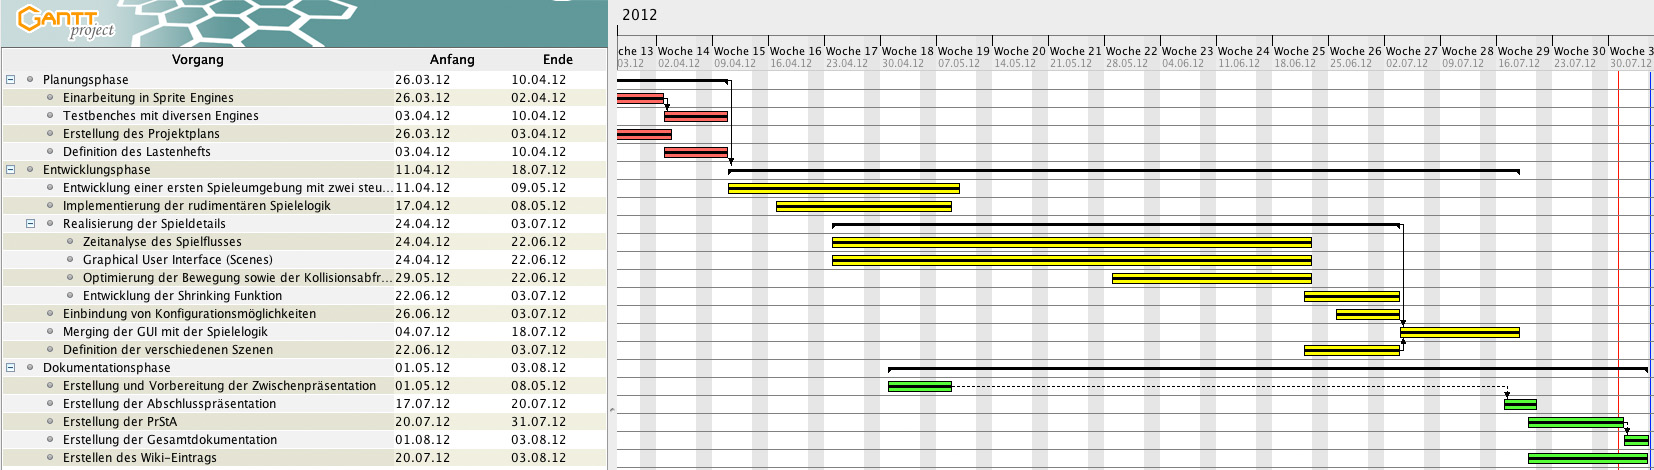 GANTT
project
2012
che 13 Woche 14 Woche 15 Woche 16 Woche 17 Woche 18 Woche 19 Woche 20 Woche 21 Woche 22 Woche 23 Woche 24 Woche 25 Woche 26 Woche 27 Woche 28 Woche 29 Woche 30 Woche 3
03.12 02.04.12 09.04.12 16.04.12 23.04.12 30.04.12 07.05.12 14.05.12 21.05.12 28.05.12 04.06.12 11.06.12 18.06.12 25.06.12 02.07.12 09.07.12 16.07.12 23.07.12 30.07.12
Vorgang Anfang Ende
Planungsphase 26.03.12 10.04.12
Einarbeitung in Sprite Engines 26.03.12 02.04.12
Testbenches mit diversen Engines 03.04.12 10.04.12
Erstellung des Projektplans 26.03.12 03.04.12
Definition des Lastenhefts 03.04.12 10.04.12
Entwicklungsphase 11.04.12 18.07.12
Entwicklung einer ersten Spieleumgebung mit zwei steu... 11.04.12 09.05.12
Implementierung der rudimentären Spielelogik 17.04.12 08.05.12
Realisierung der Spieldetails 24.04.12 03.07.12
Zeitanalyse des Spielflusses 24.04.12 22.06.12
Graphical User Interface (Scenes) 24.04.12 22.06.12
Optimierung der Bewegung sowie der Kollisionsabfr... 29.05.12 22.06.12
Entwicklung der Shrinking Funktion 22.06.12 03.07.12
Einbindung von Konfigurationsmöglichkeiten 26.06.12 03.07.12
Merging der GUI mit der Spielelogik 04.07.12 18.07.12
Definition der verschiedenen Szenen 22.06.12 03.07.12
Dokumentationsphase 01.05.12 03.08.12
Erstellung und Vorbereitung der Zwischenpräsentation 01.05.12 08.05.12
Erstellung der Abschlusspräsentation 17.07.12 20.07.12
Erstellung der PrStA 20.07.12 31.07.12
Erstellung der Gesamtdokumentation 01.08.12 03.08.12
Erstellen des Wiki-Eintrags 20.07.12 03.08.12